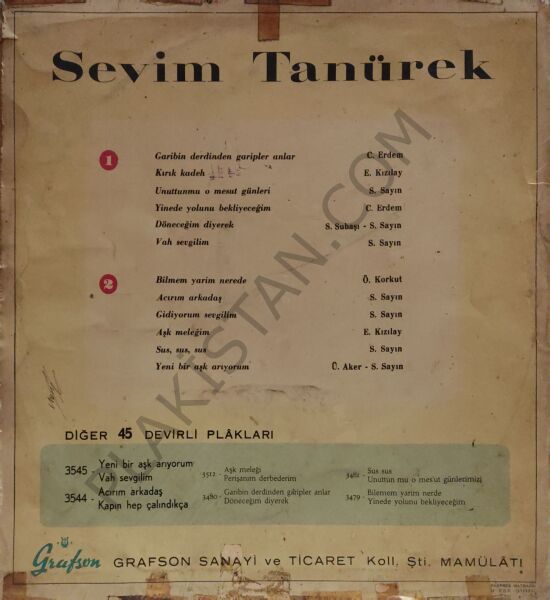 Sevim Tanürek
1
Garibin derdinden garipler anlar C. Erdem
Kırık kadeh E. Kızılay
Unuttunmu o mesut günleri S. Sayın
Yinede yolunu bekliyeceğim C. Erdem
Döneceğim diyerek S. Subaşı - S. Sayın
Vah sevgilim S. Sayın
2
Bilmem yarim nerede Ö. Korkut
Acırım arkadaş S. Sayın
Gidiyorum sevgilim S. Sayın
Aşk meleğim E. Kızılay
Sus, sus, sus S. Sayın
Yeni bir aşk arıyorum Ü. Aker - S. Sayın
PLAKİSTAN.COM
DİĞER 45 DEVİRLİ PLÂKLARI
3545 - Yeni bir aşk arıyorum
Vah sevgilim
3544 - Acırım arkadaş
Kapın hep çalındıkça
3512 - Aşk meleği
Perişanım derbederim
3480 - Garibin derdinden garipler anlar
Döneceğim diyerek
3481 - Sus sus
Unuttun mu o mes'ut günlerimizi
3479 - Bilemem yarim nerde
Yinede yolunu bekleyeceğim
Grafson GRAFSON SANAYİ ve TİCARET Koll. Şti. MAMÜLÂTI